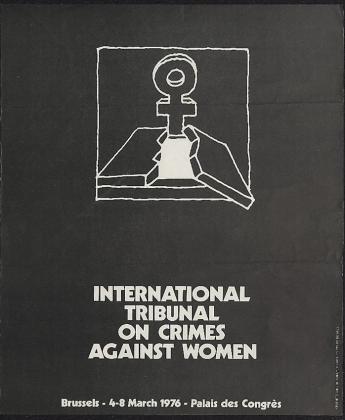 INTERNATIONAL
TRIBUNAL
ON CRIMES
AGAINST WOMEN
Brussels - 4-8 March 1976 - Palais des Congrès